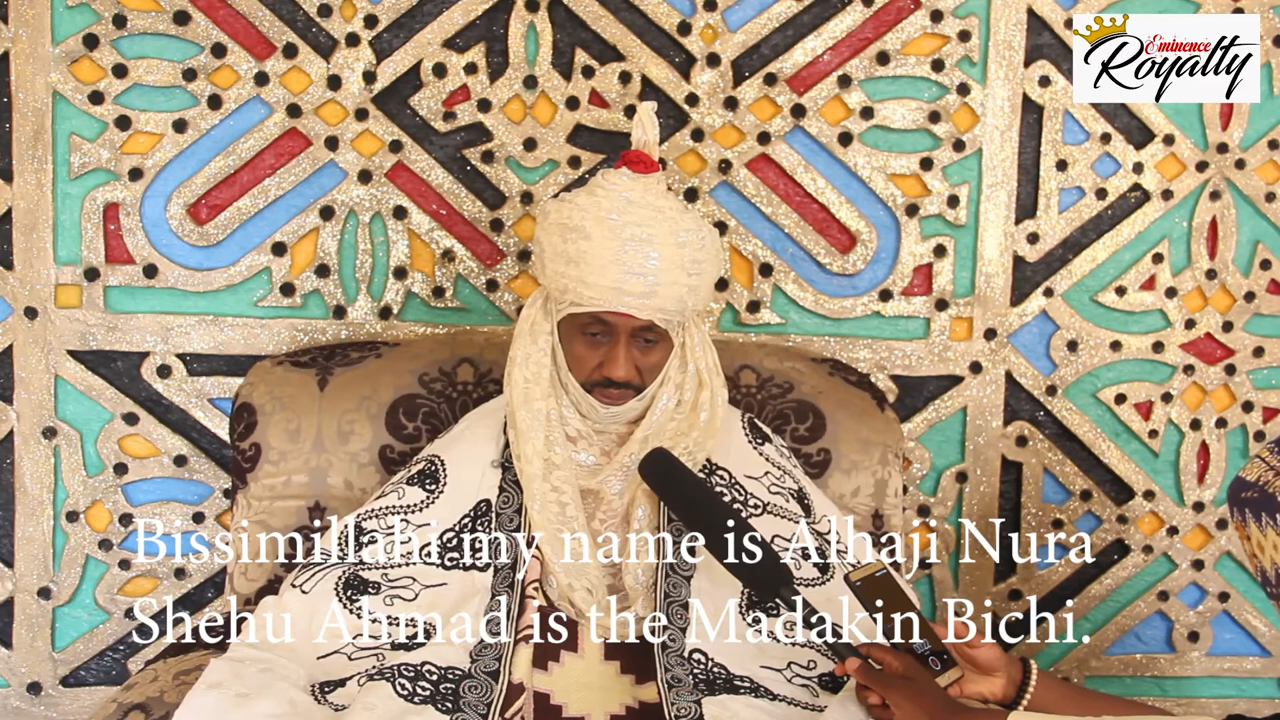 Eminence
Royalty
Bissimillahi my name is Alhaji Nura
Shehu Ahmad is the Madakin Bichi.